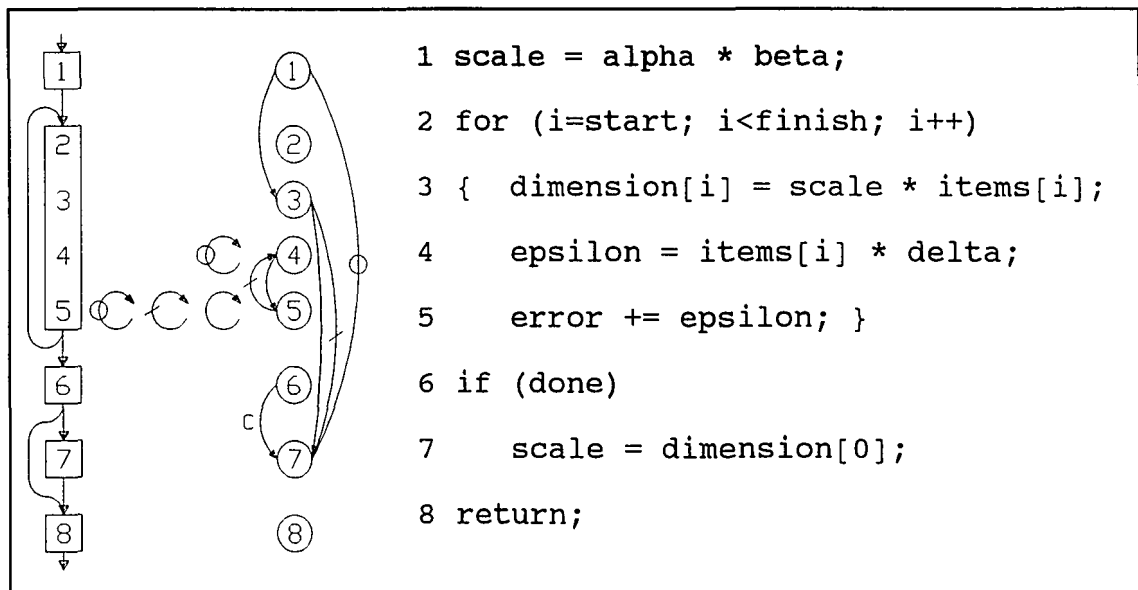 1
2
3
4
5
6
7
8
1
2
3
4
5
6
C
7
8
1 scale = alpha * beta;
2 for (i=start; i<finish; i++)
3 {  dimension[i] = scale * items[i];
4    epsilon = items[i] * delta;
5    error += epsilon; }
6 if (done)
7    scale = dimension[0];
8 return;